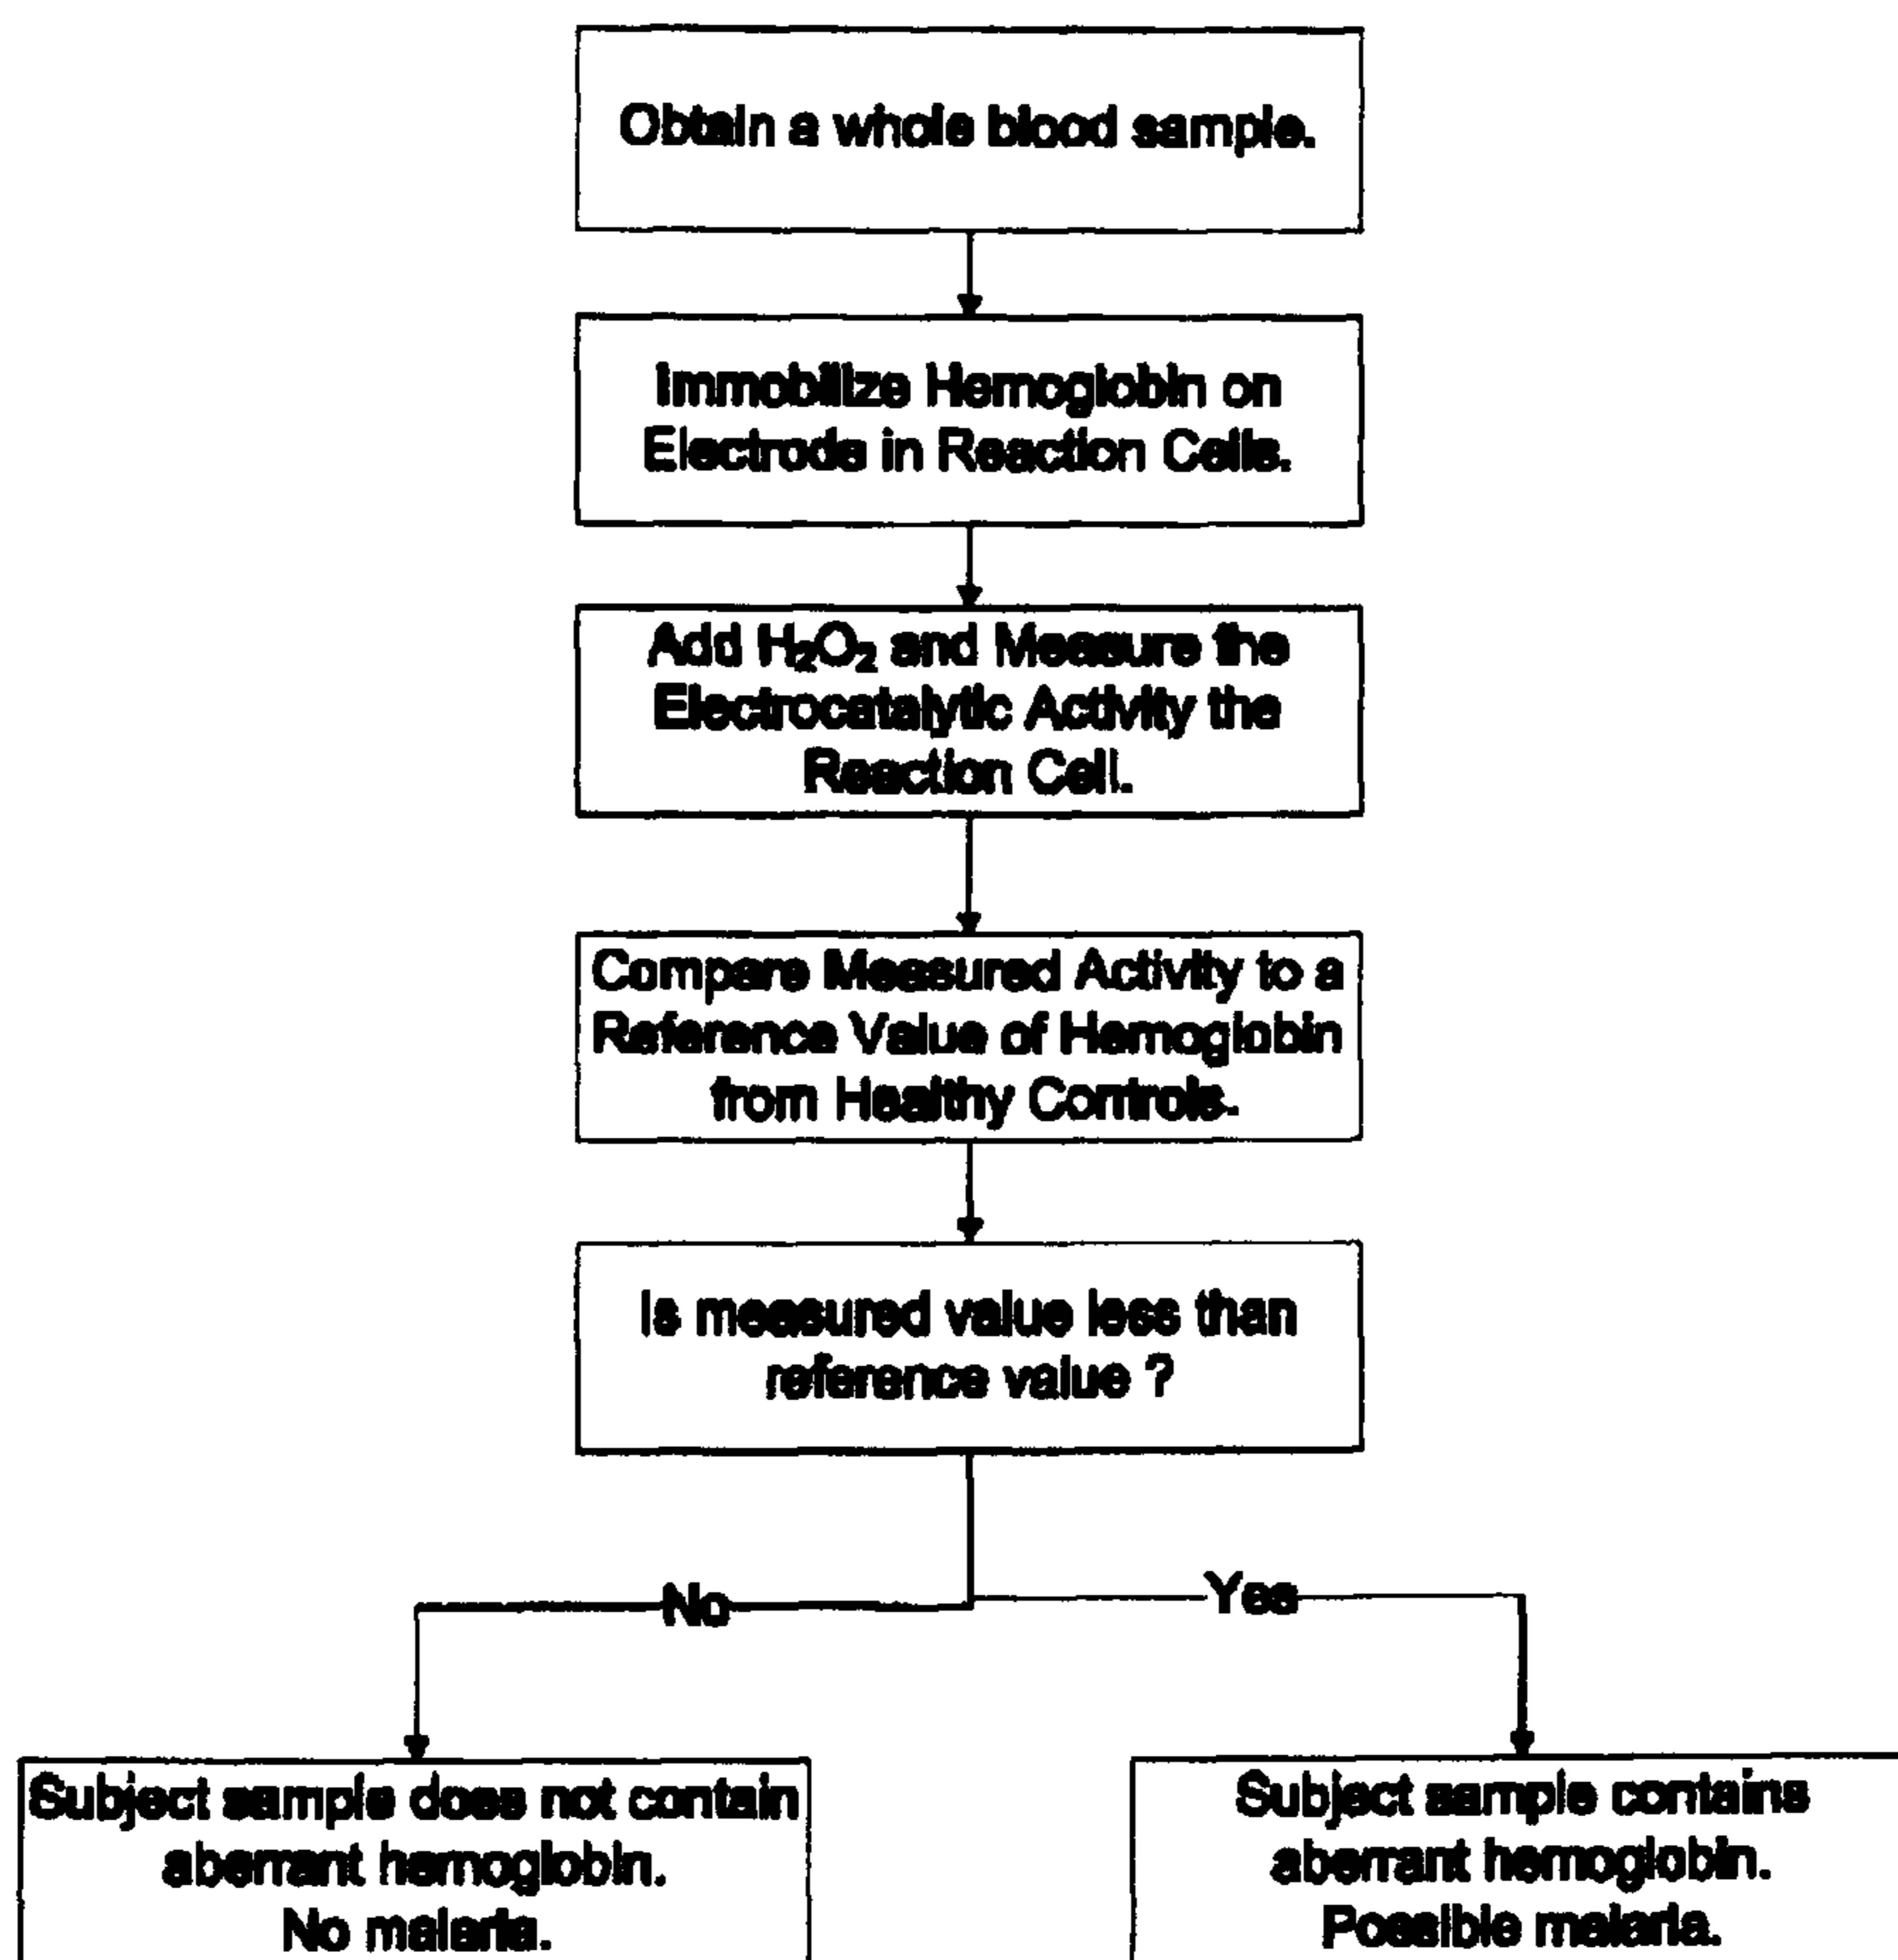 Obtain a whole blood sample.
Immobilize Hemoglobin on
Electrode in Reaction Cells.
Add H₂O₂ and Measure the
Electrocatalytic Activity the
Reaction Cell.
Compare Measured Activity to a
Reference Value of Hemoglobin
from Healthy Controls.
Is measured value less than
reference value ?
No
Yes
Subject sample does not contain
aberrant hemoglobin.
No malaria.
Subject sample contains
aberrant hemoglobin.
Possible malaria.